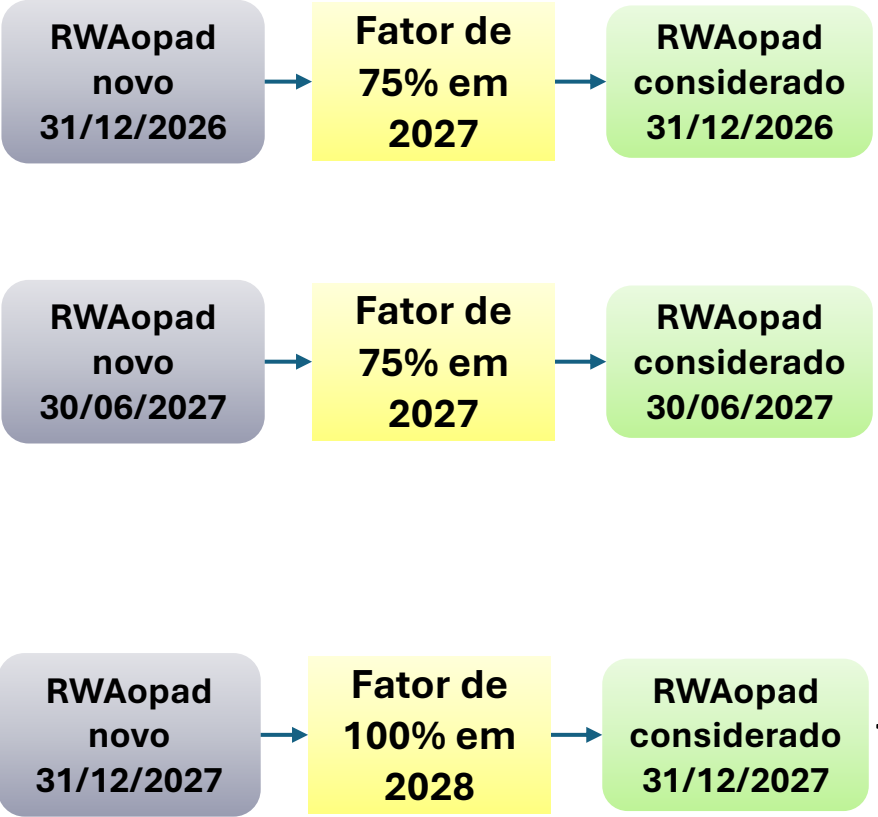 RWAopad
novo
31/12/2026
Fator de
75% em
2027
RWAopad
considerado
31/12/2026
RWAopad
novo
30/06/2027
Fator de
75% em
2027
RWAopad
considerado
30/06/2027
RWAopad
novo
31/12/2027
Fator de
100% em
2028
RWAopad
considerado
31/12/2027